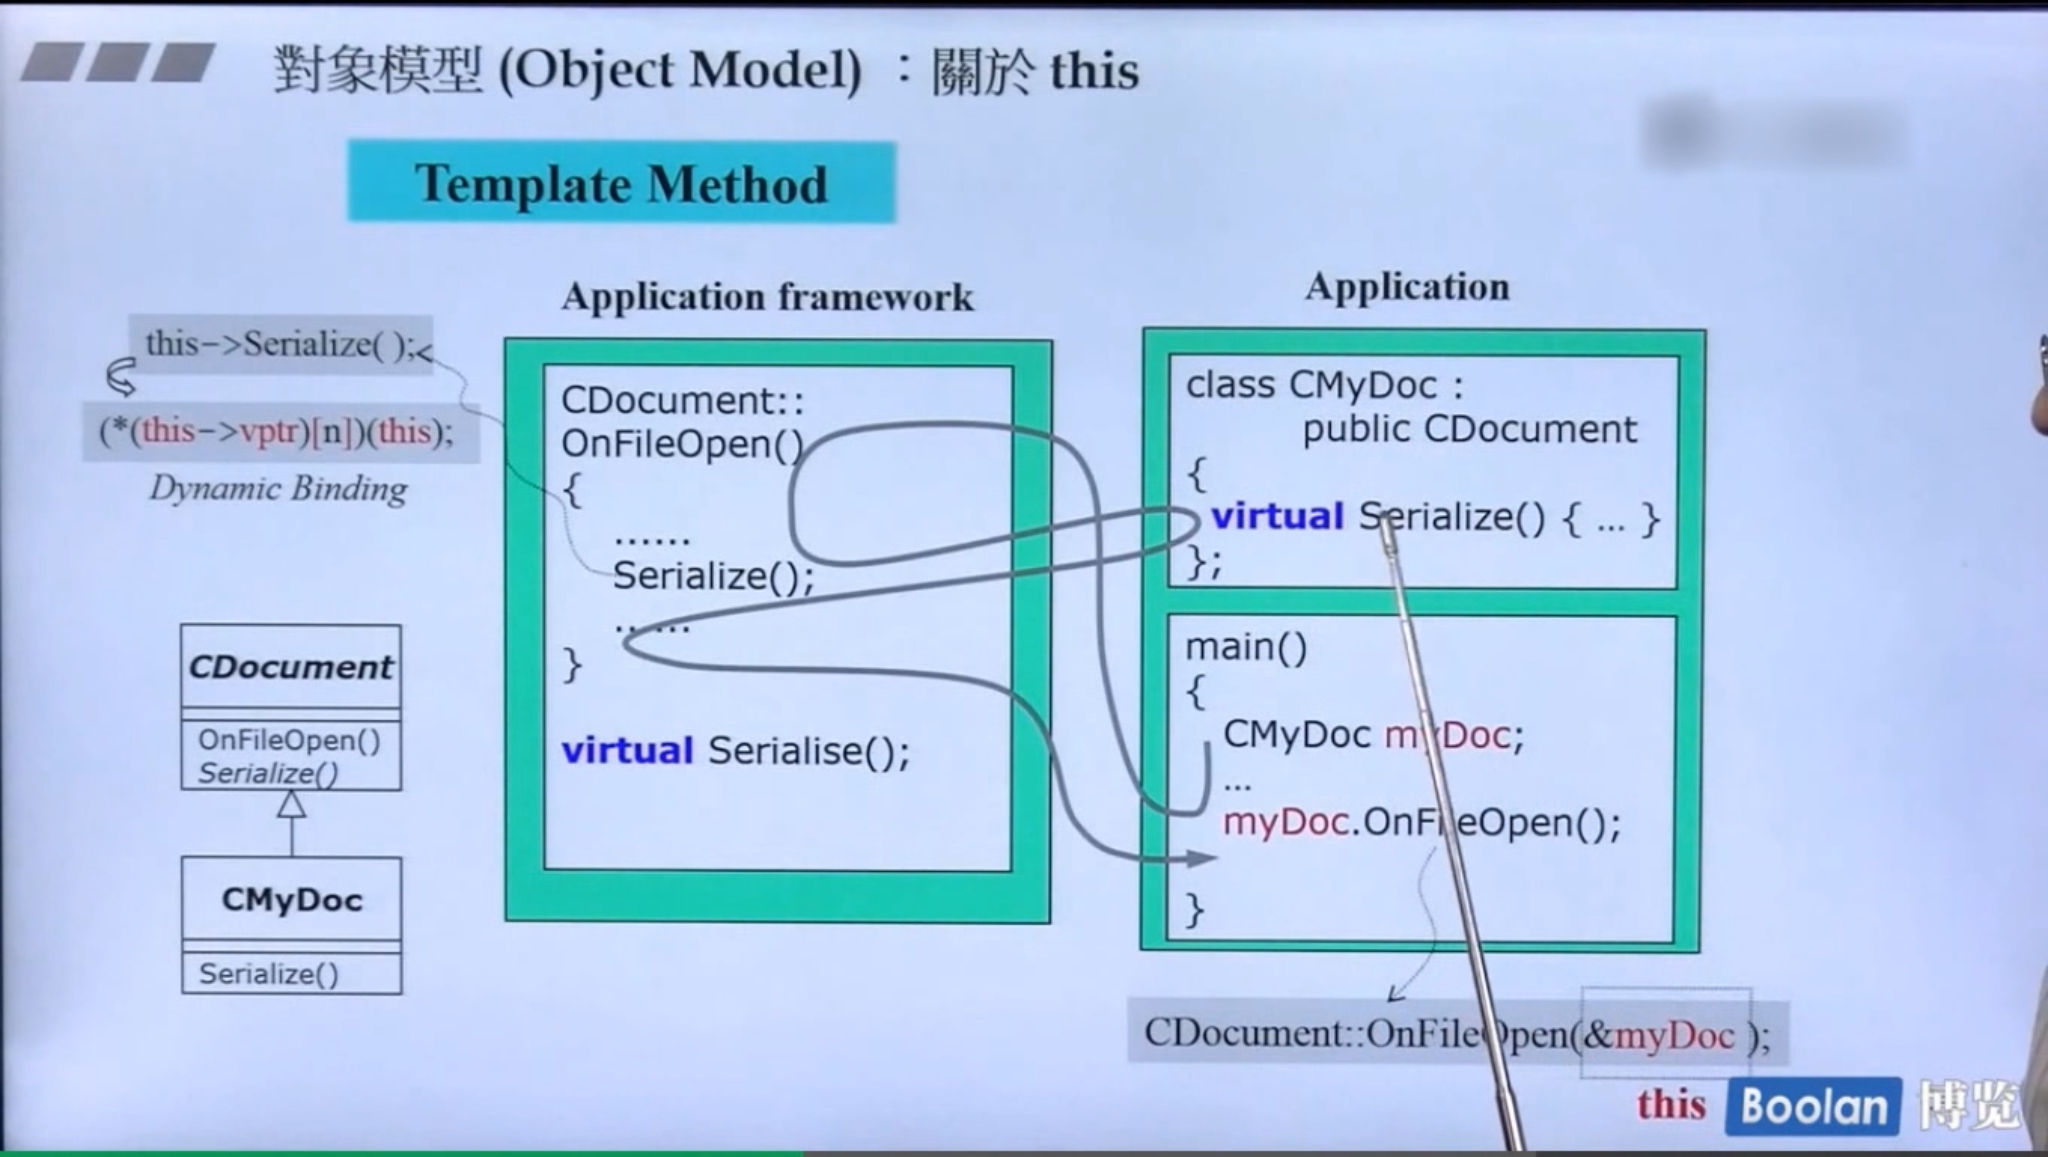 對象模型 (Object Model) ：關於 this
Template Method
Application framework
Application
this->Serialize( );
(*(this->vptr)[n])(this);
Dynamic Binding
CDocument::
OnFileOpen()
{
......
Serialize();
......
}
virtual Serialise();
class CMyDoc :
public CDocument
{
virtual Serialize() { ... }
};
main()
{
CMyDoc myDoc;
...
myDoc.OnFileOpen();
}
CDocument
OnFileOpen()
Serialize()
CMyDoc
Serialize()
CDocument::OnFileOpen(&myDoc );
this
Boolan 博览